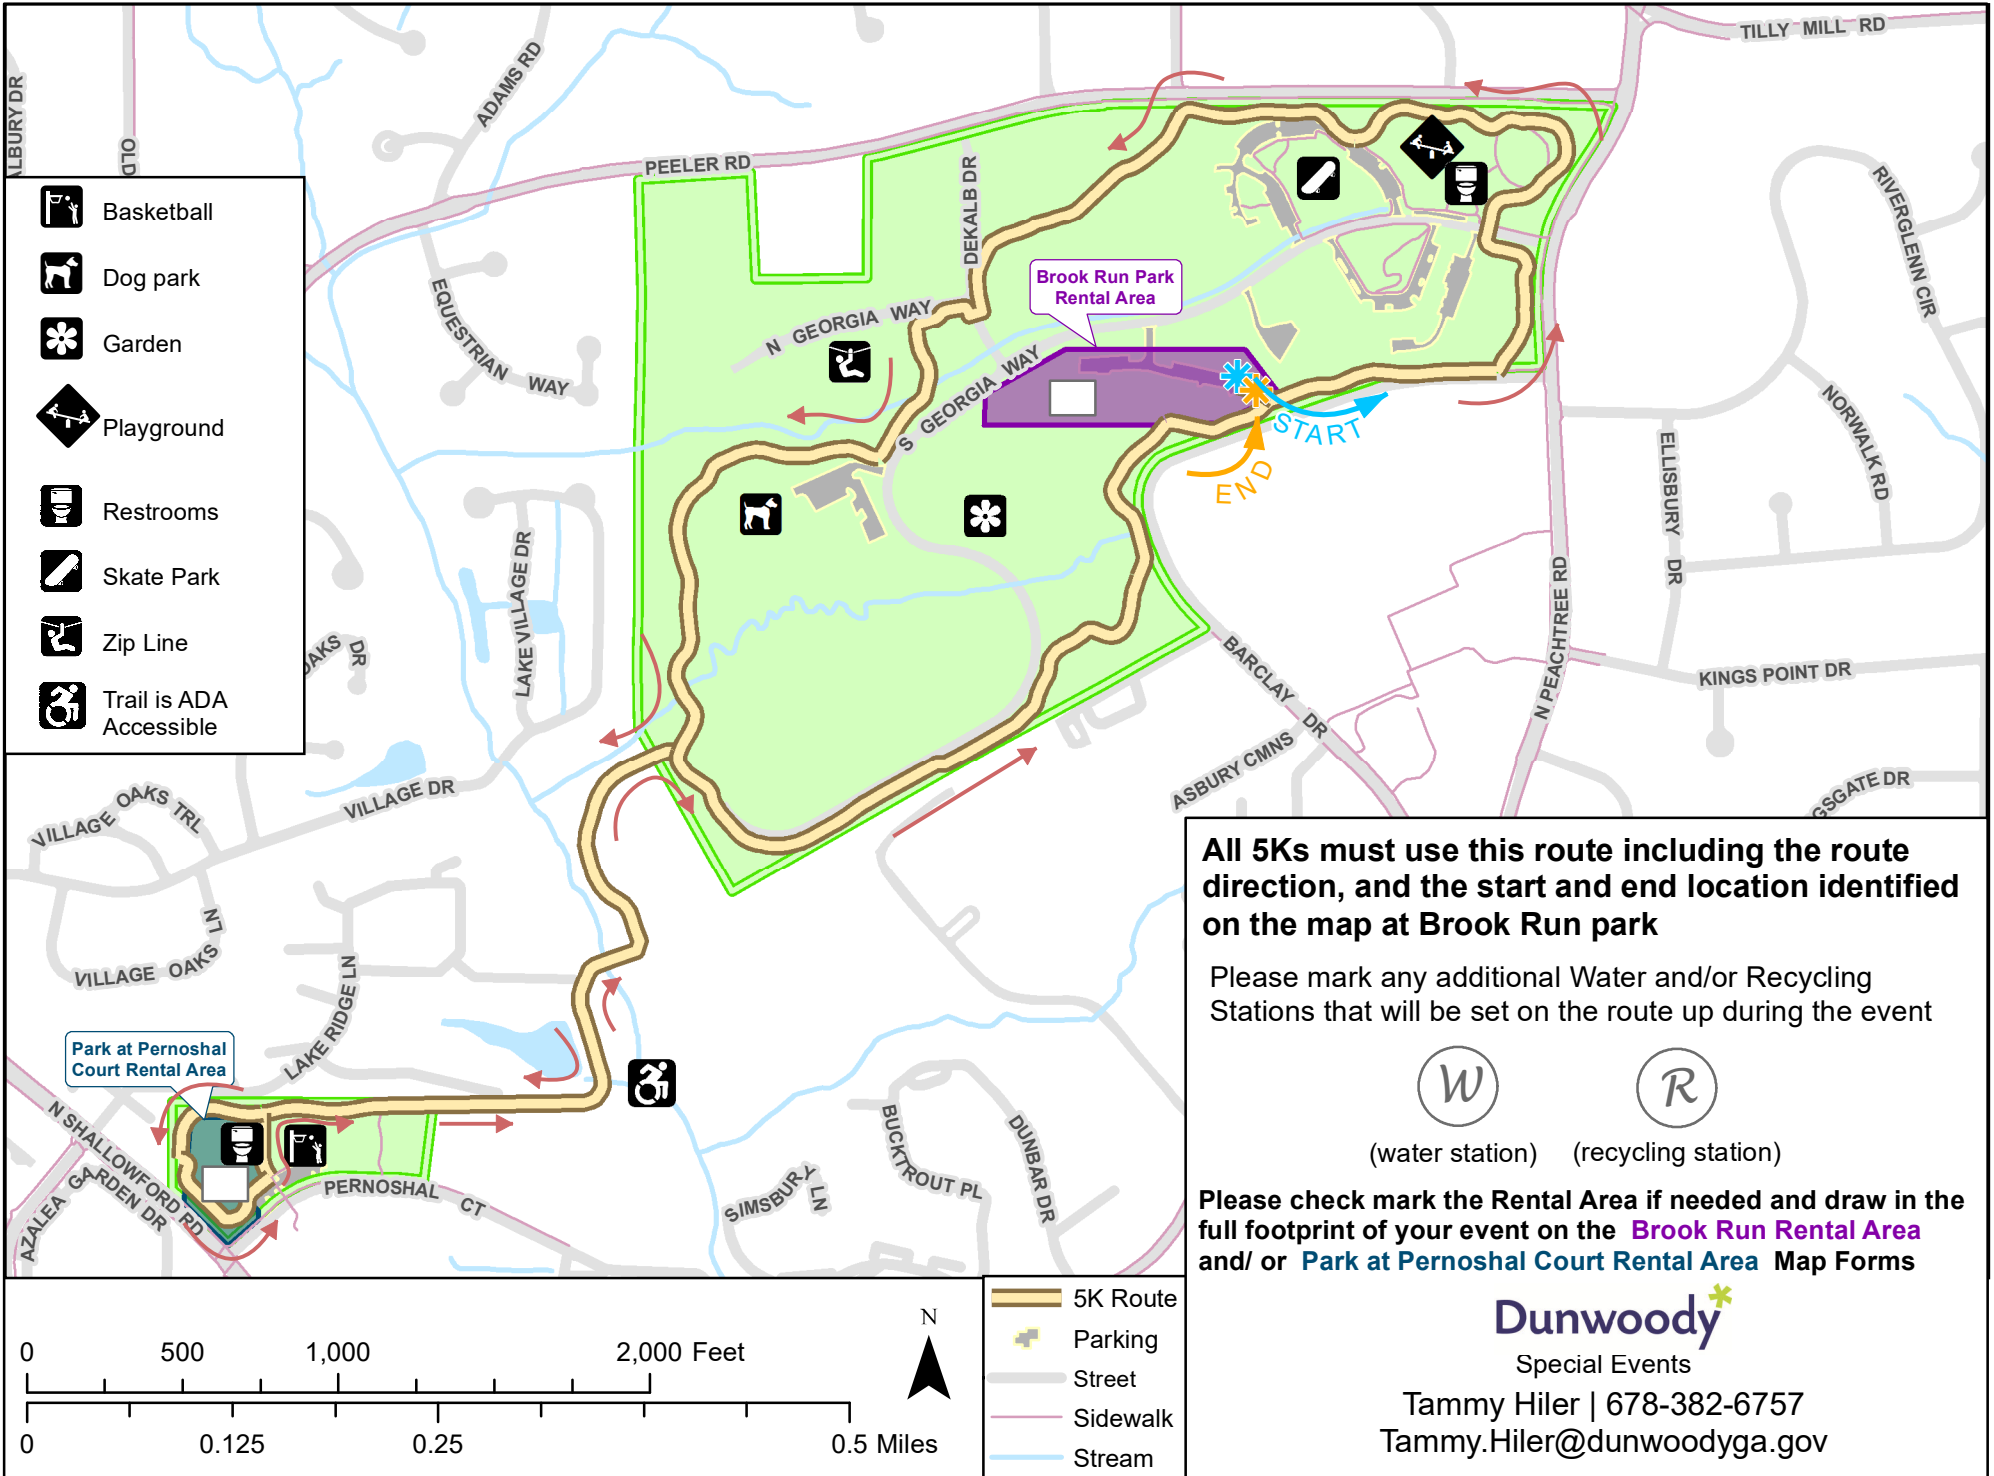 TILLY MILL RD
ALBURY DR
OLD
ADAMS RD
PEELER RD
DEKALB DR
RIVERGLENN CIR
Basketball
Dog park
Garden
Playground
Restrooms
Skate Park
Zip Line
Trail is ADA
Accessible
EQUESTRIAN WAY
N GEORGIA WAY
S GEORGIA WAY
Brook Run Park
Rental Area
START
END
NORWALK RD
ELLISBURY DR
LAKE VILLAGE DR
OAKS DR
N PEACHTREE RD
BARCLAY DR
KINGS POINT DR
ASBURY CMNS
GSGATE DR
VILLAGE DR
VILLAGE OAKS TRL
VILLAGE OAKS LN
LAKE RIDGE LN
Park at Pernoshal
Court Rental Area
N SHALLOWFORD RD
AZALEA GARDEN DR
PERNOSHAL CT
SIMSBURY LN
BUCKTROUT PL
DUNBAR DR
All 5Ks must use this route including the route
direction, and the start and end location identified
on the map at Brook Run park
Please mark any additional Water and/or Recycling
Stations that will be set on the route up during the event
W
R
(water station)
(recycling station)
Please check mark the Rental Area if needed and draw in the
full footprint of your event on the Brook Run Rental Area
and/ or Park at Pernoshal Court Rental Area Map Forms
Dunwoody
Special Events
Tammy Hiler | 678-382-6757
Tammy.Hiler@dunwoodyga.gov
0 500 1,000 2,000 Feet
0 0.125 0.25 0.5 Miles
N
5K Route
Parking
Street
Sidewalk
Stream